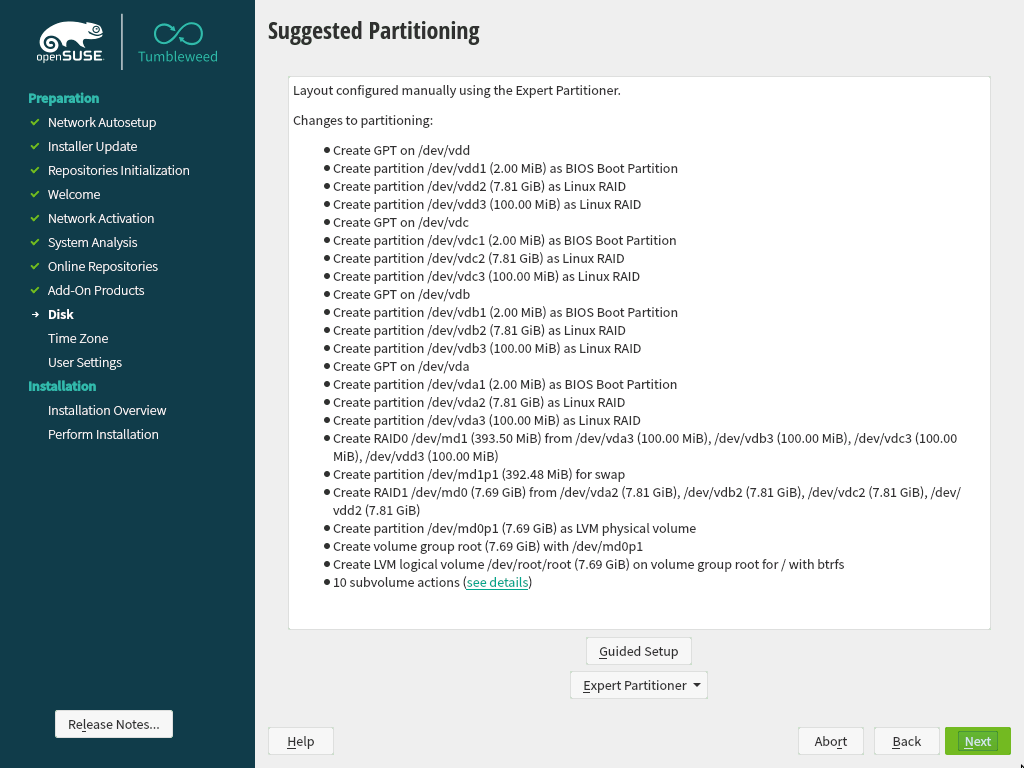 openSUSE
Tumbleweed
Preparation
Network Autosetup
Installer Update
Repositories Initialization
Welcome
Network Activation
System Analysis
Online Repositories
Add-On Products
Disk
Time Zone
User Settings
Installation
Installation Overview
Perform Installation
Release Notes...
Suggested Partitioning
Layout configured manually using the Expert Partitioner.
Changes to partitioning:
Create GPT on /dev/vdd
Create partition /dev/vdd1 (2.00 MiB) as BIOS Boot Partition
Create partition /dev/vdd2 (7.81 GiB) as Linux RAID
Create partition /dev/vdd3 (100.00 MiB) as Linux RAID
Create GPT on /dev/vdc
Create partition /dev/vdc1 (2.00 MiB) as BIOS Boot Partition
Create partition /dev/vdc2 (7.81 GiB) as Linux RAID
Create partition /dev/vdc3 (100.00 MiB) as Linux RAID
Create GPT on /dev/vdb
Create partition /dev/vdb1 (2.00 MiB) as BIOS Boot Partition
Create partition /dev/vdb2 (7.81 GiB) as Linux RAID
Create partition /dev/vdb3 (100.00 MiB) as Linux RAID
Create GPT on /dev/vda
Create partition /dev/vda1 (2.00 MiB) as BIOS Boot Partition
Create partition /dev/vda2 (7.81 GiB) as Linux RAID
Create partition /dev/vda3 (100.00 MiB) as Linux RAID
Create RAID0 /dev/md1 (393.50 MiB) from /dev/vda3 (100.00 MiB), /dev/vdb3 (100.00 MiB), /dev/vdc3 (100.00
MiB), /dev/vdd3 (100.00 MiB)
Create partition /dev/md1p1 (392.48 MiB) for swap
Create RAID1 /dev/md0 (7.69 GiB) from /dev/vda2 (7.81 GiB), /dev/vdb2 (7.81 GiB), /dev/vdc2 (7.81 GiB), /dev/
vdd2 (7.81 GiB)
Create partition /dev/md0p1 (7.69 GiB) as LVM physical volume
Create volume group root (7.69 GiB) with /dev/md0p1
Create LVM logical volume /dev/root/root (7.69 GiB) on volume group root for / with btrfs
10 subvolume actions (see details)
Guided Setup
Expert Partitioner
Help
Abort
Back
Next